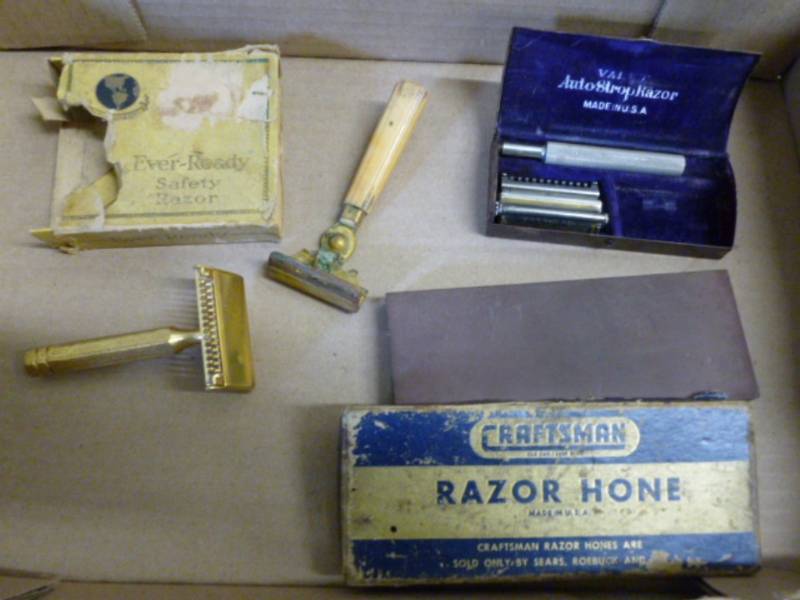 Ever-Ready
Safety
Razor
VAL
AutoStrop Razor
MADE IN U.S.A
CRAFTSMAN
RAZOR HONE
MADE IN U.S.A.
CRAFTSMAN RAZOR HONES ARE
SOLD ONLY BY SEARS, ROEBUCK AND